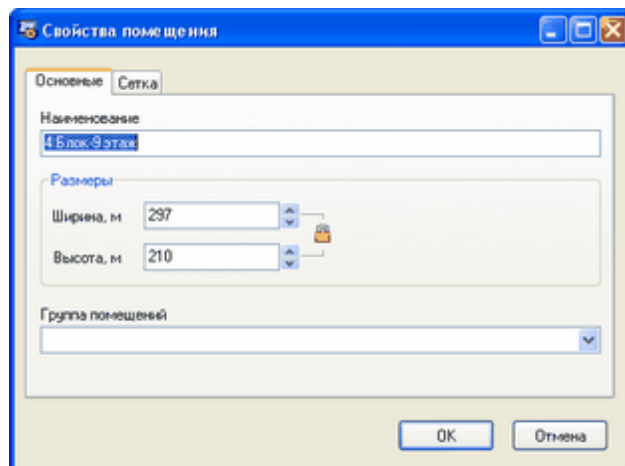 Свойства помещения
Основные Сетка
Наименование
4 Блок-9 этаж
Размеры
Ширина, м 297
Высота, м 210
Группа помещений
OK Отмена